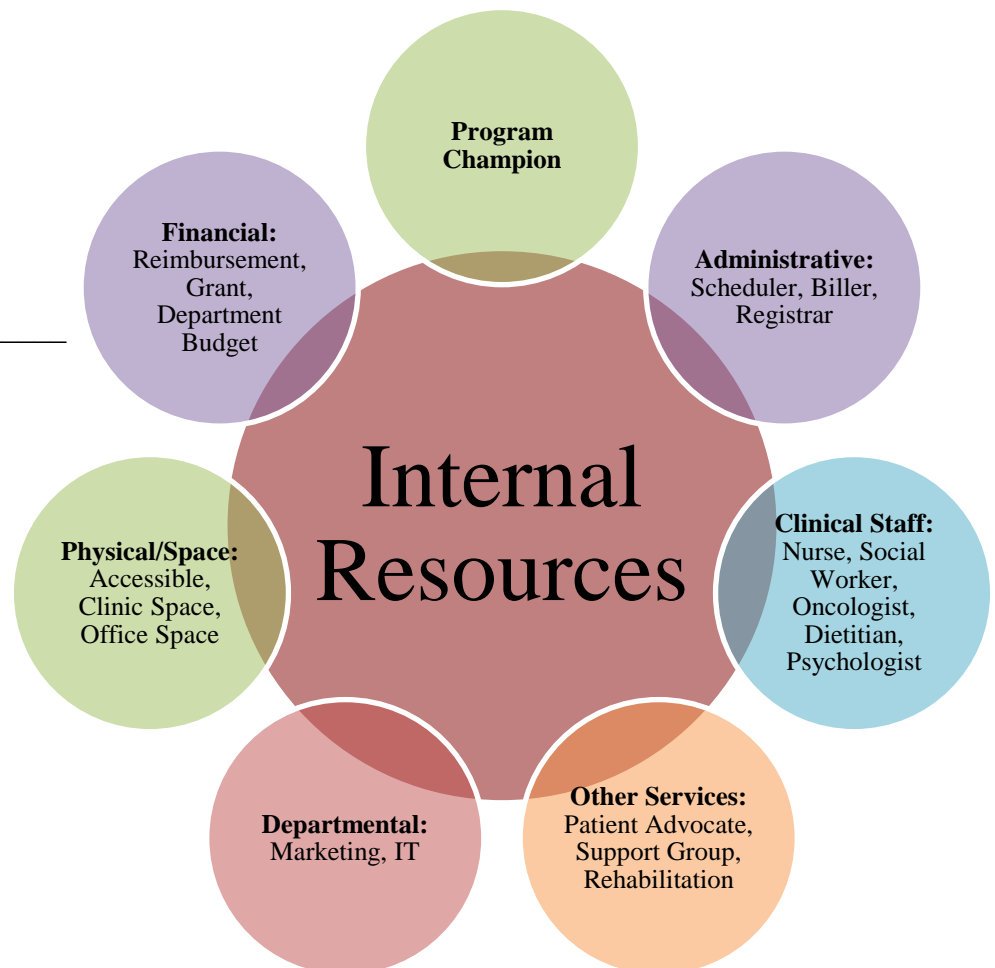 Program
Champion
Financial:
Reimbursement,
Grant,
Department
Budget
Administrative:
Scheduler, Biller,
Registrar
Internal
Resources
Physical/Space:
Accessible,
Clinic Space,
Office Space
Clinical Staff:
Nurse, Social
Worker,
Oncologist,
Dietitian,
Psychologist
Departmental:
Marketing, IT
Other Services:
Patient Advocate,
Support Group,
Rehabilitation